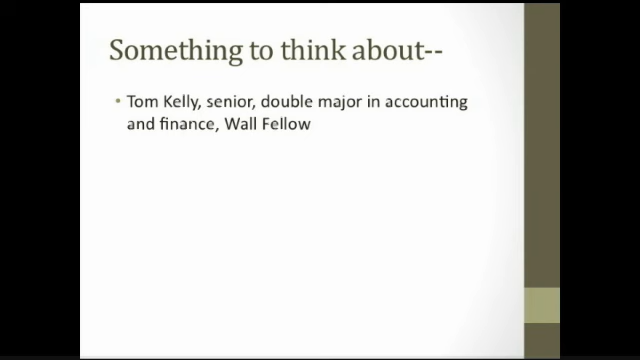 Something to think about--
• Tom Kelly, senior, double major in accounting
and finance, Wall Fellow